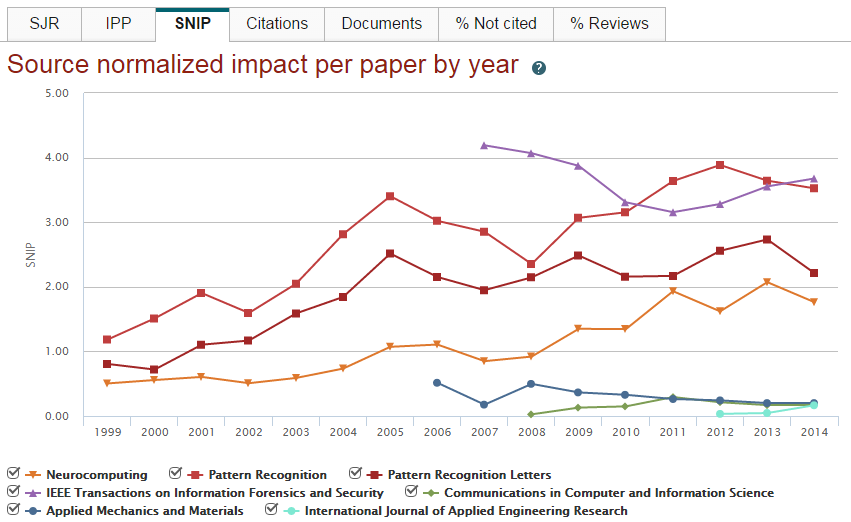 SJR IPP SNIP Citations Documents % Not cited % Reviews
Source normalized impact per paper by year ?
5.00
4.00
3.00
SNIP
2.00
1.00
0.00
1999 2000 2001 2002 2003 2004 2005 2006 2007 2008 2009 2010 2011 2012 2013 2014
Neurocomputing Pattern Recognition Pattern Recognition Letters
IEEE Transactions on Information Forensics and Security Communications in Computer and Information Science
Applied Mechanics and Materials International Journal of Applied Engineering Research